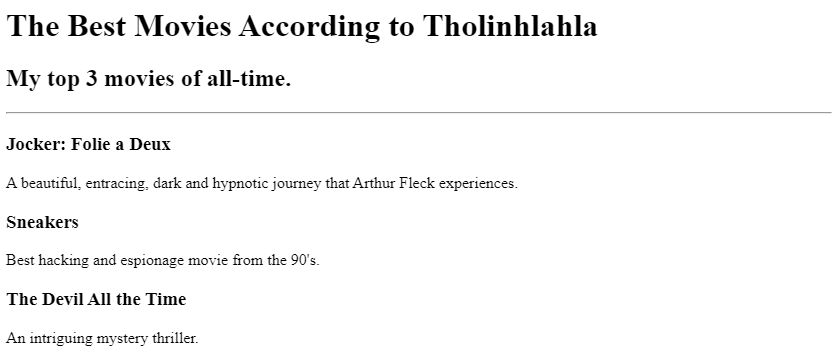 The Best Movies According to Tholinhlahla
My top 3 movies of all-time.
Jocker: Folie a Deux
A beautiful, entracing, dark and hypnotic journey that Arthur Fleck experiences.
Sneakers
Best hacking and espionage movie from the 90's.
The Devil All the Time
An intriguing mystery thriller.